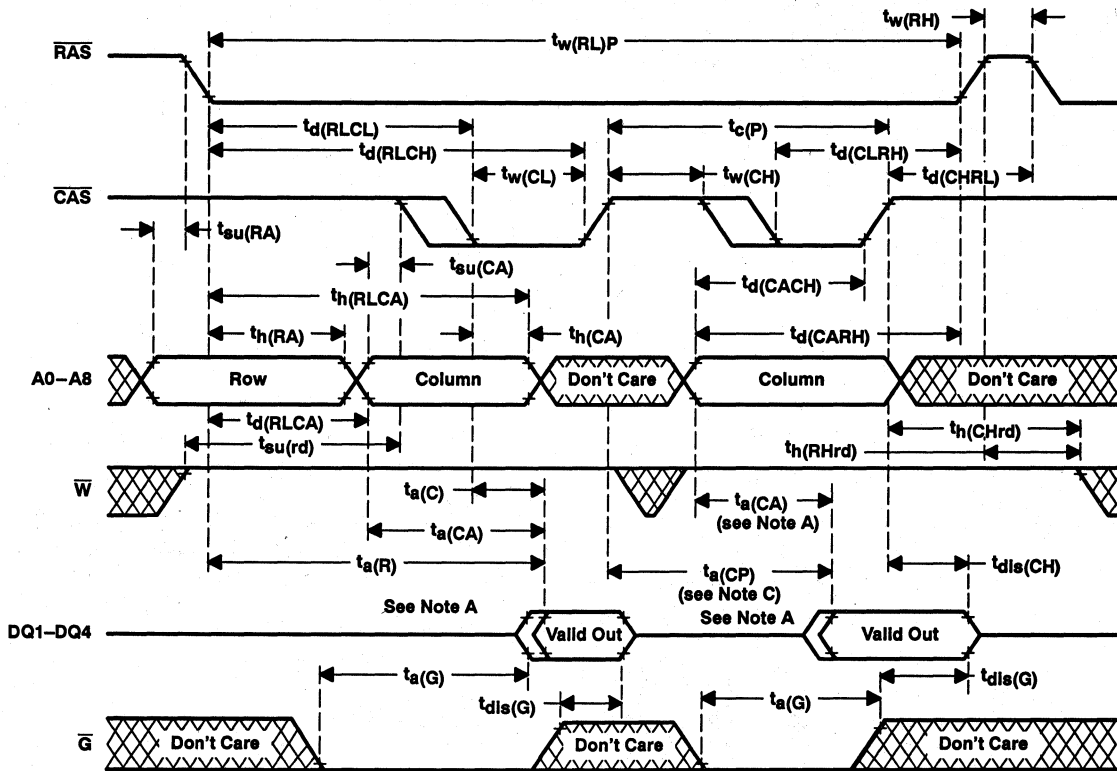 tw(RH)
RAS
tw(RL)P
td(RLCL)
tc(P)
td(RLCH)
td(CLRH)
tw(CL)
tw(CH)
td(CHRL)
CAS
tsu(RA)
tsu(CA)
td(CACH)
th(RLCA)
th(RA)
th(CA)
td(CARH)
A0–A8
Row
Column
Don't Care
Column
Don't Care
td(RLCA)
th(CHrd)
tsu(rd)
th(RHrd)
W
ta(C)
ta(CA)
(see Note A)
ta(CA)
ta(R)
ta(CP)
(see Note C)
tdis(CH)
See Note A
See Note A
DQ1–DQ4
Valid Out
Valid Out
ta(G)
tdis(G)
tdis(G)
ta(G)
G
Don't Care
Don't Care
Don't Care